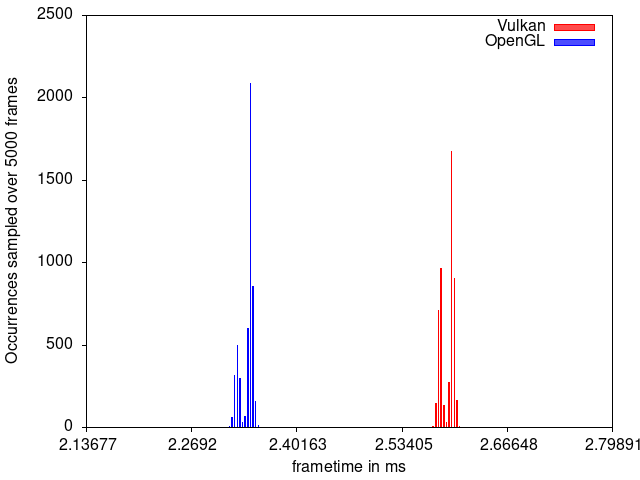 2500
2000
1500
1000
500
0
Occurrences sampled over 5000 frames
Vulkan
OpenGL
2.13677 2.2692 2.40163 2.53405 2.66648 2.79891
frametime in ms